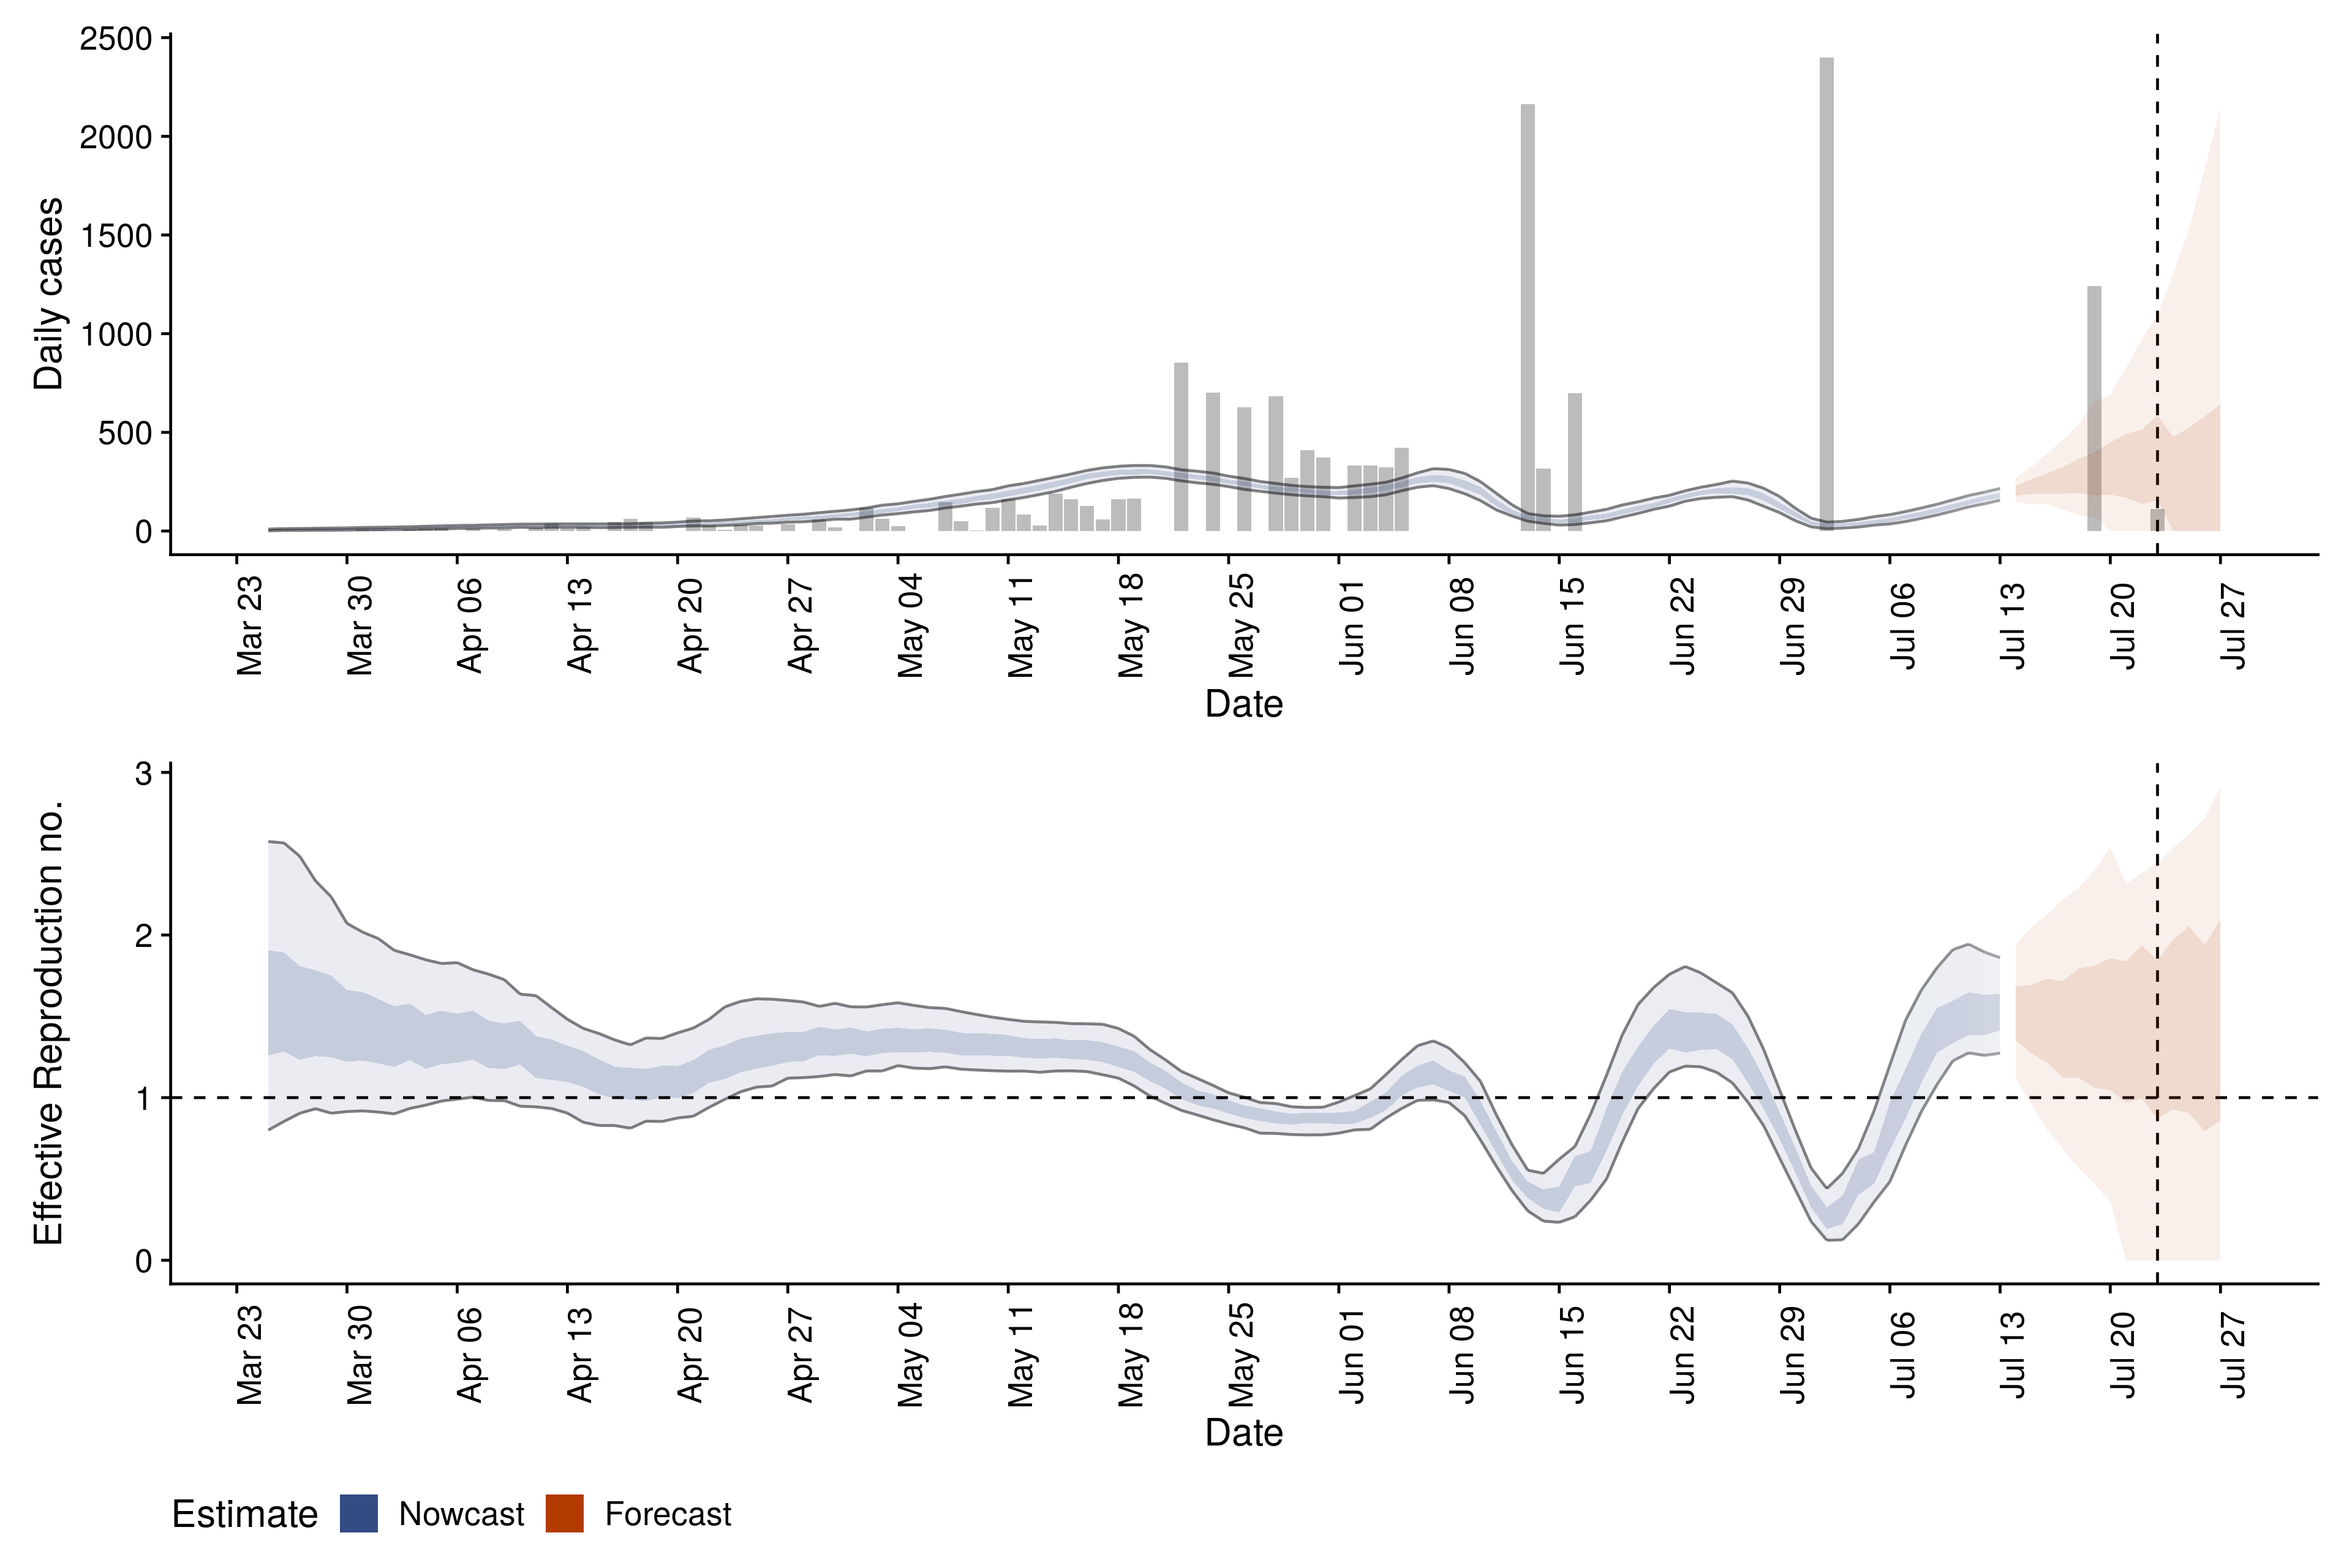 2500
2000
1500
1000
500
0
Daily cases
Mar 23 Mar 30 Apr 06 Apr 13 Apr 20 Apr 27 May 04 May 11 May 18 May 25 Jun 01 Jun 08 Jun 15 Jun 22 Jun 29 Jul 06 Jul 13 Jul 20 Jul 27
Date
3
2
1
0
Effective Reproduction no.
Mar 23 Mar 30 Apr 06 Apr 13 Apr 20 Apr 27 May 04 May 11 May 18 May 25 Jun 01 Jun 08 Jun 15 Jun 22 Jun 29 Jul 06 Jul 13 Jul 20 Jul 27
Date
Estimate Nowcast Forecast